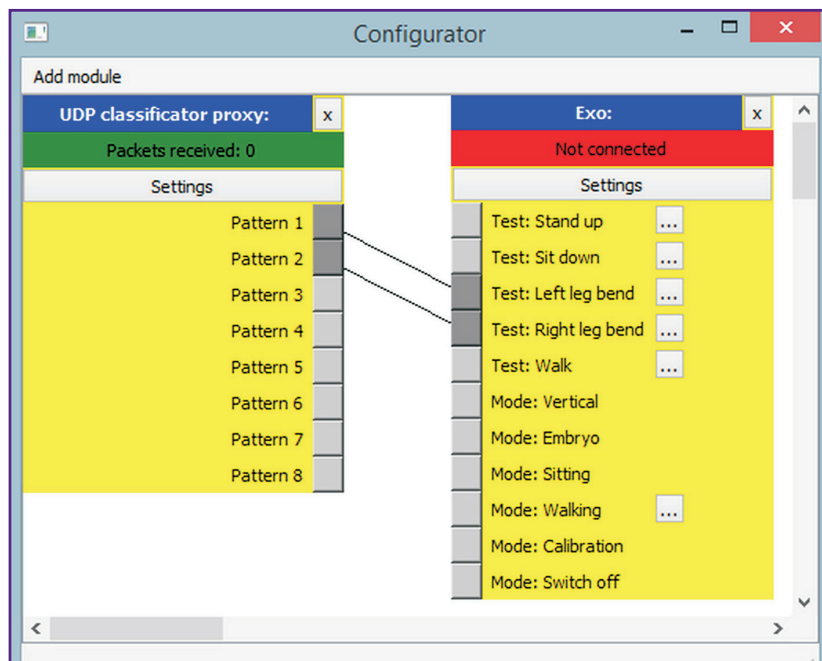 Configurator
Add module
UDP classificator proxy: x
Packets received: 0
Settings
Pattern 1
Pattern 2
Pattern 3
Pattern 4
Pattern 5
Pattern 6
Pattern 7
Pattern 8
Exo: x
Not connected
Settings
Test: Stand up ...
Test: Sit down ...
Test: Left leg bend ...
Test: Right leg bend ...
Test: Walk ...
Mode: Vertical
Mode: Embryo
Mode: Sitting
Mode: Walking ...
Mode: Calibration
Mode: Switch off